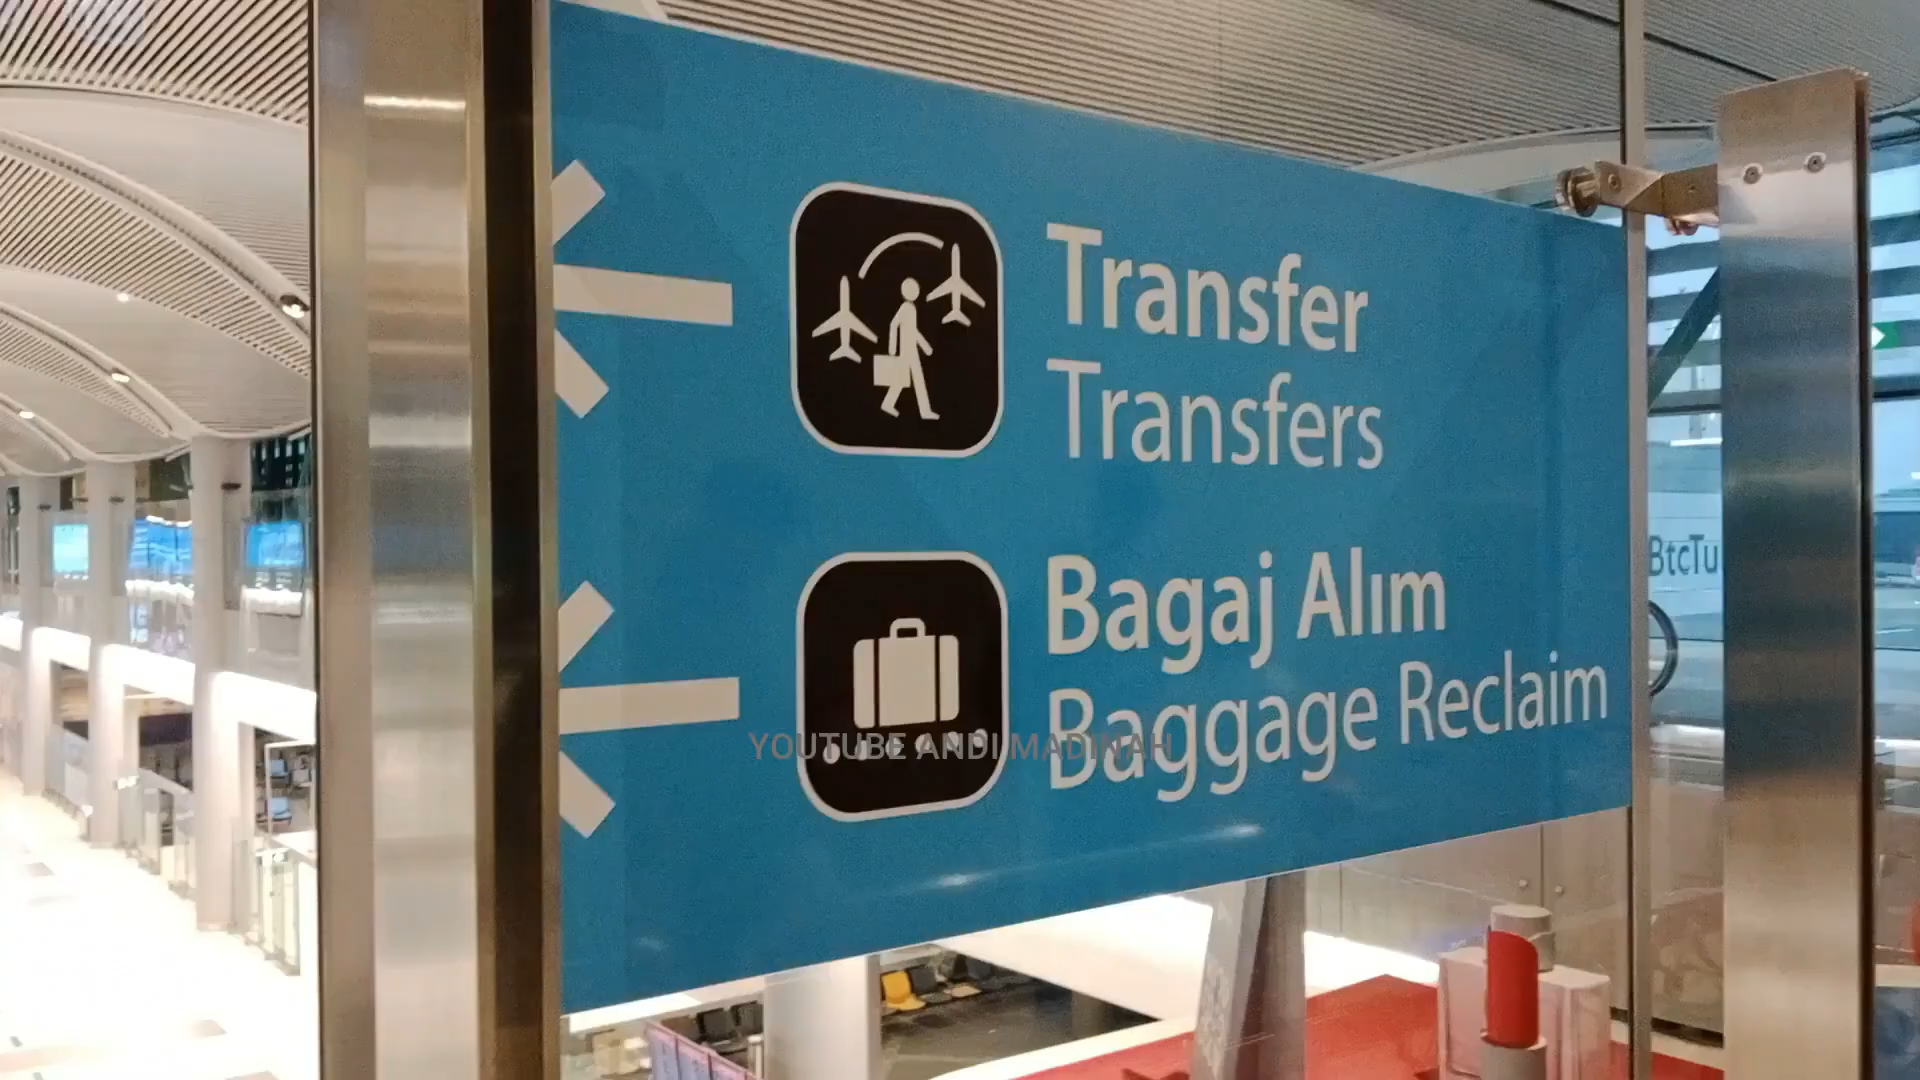 Transfer
Transfers
Bagaj Alım
Baggage Reclaim
YOUTUBE ANDI MADINAH
BtcTu